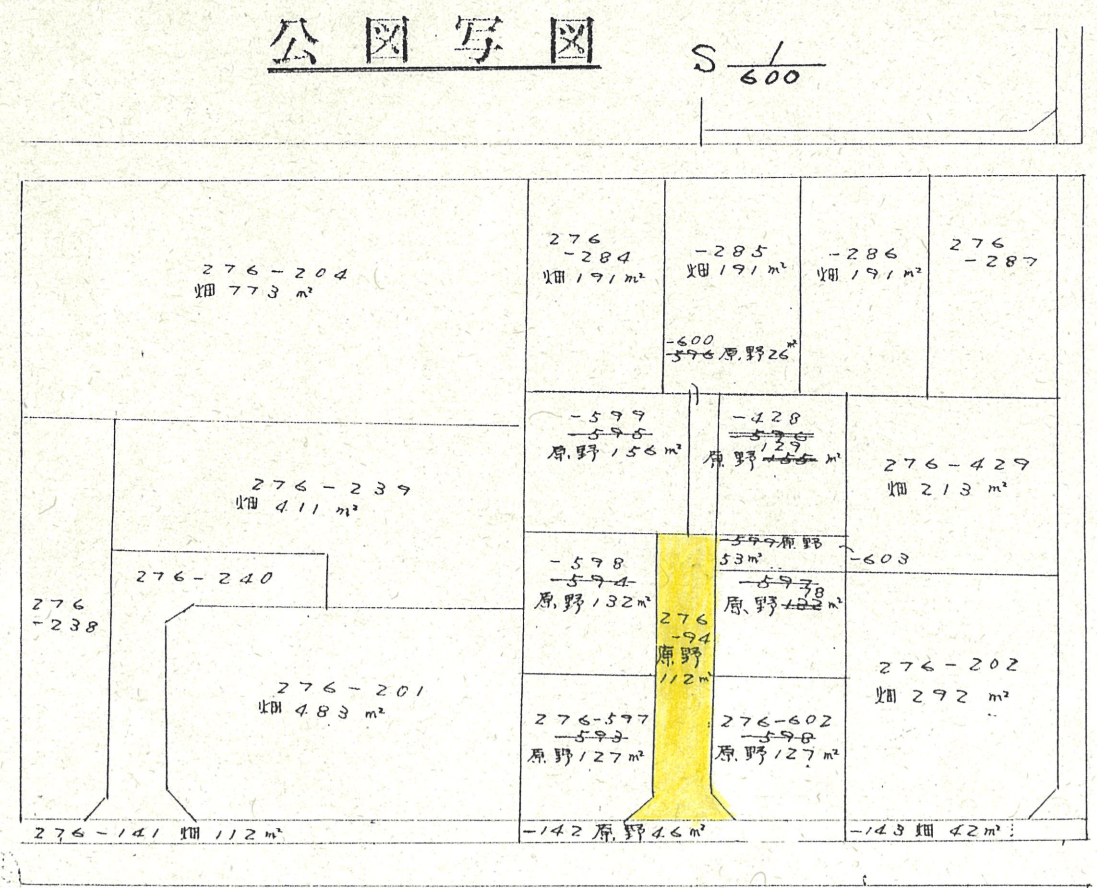 公図写図
S 1/600
276-204
畑 773 m²
276
-284
畑 191 m²
-285
畑 191 m²
-286
畑 191 m²
276
-287
-600
596 原野 26 m²
-599
595
原野 156 m²
-428
596
129
原野 155 m²
276-429
畑 213 m²
276-239
畑 411 m²
-599 原野
53 m²
-603
276-240
-598
594
原野 132 m²
-597
78
原野 132 m²
276
-238
276
-94
原野
112 m²
276-201
畑 483 m²
276-202
畑 292 m²
276-597
593
原野 127 m²
276-602
598
原野 127 m²
276-141 畑 112 m²
-142 原野 46 m²
-143 畑 42 m²